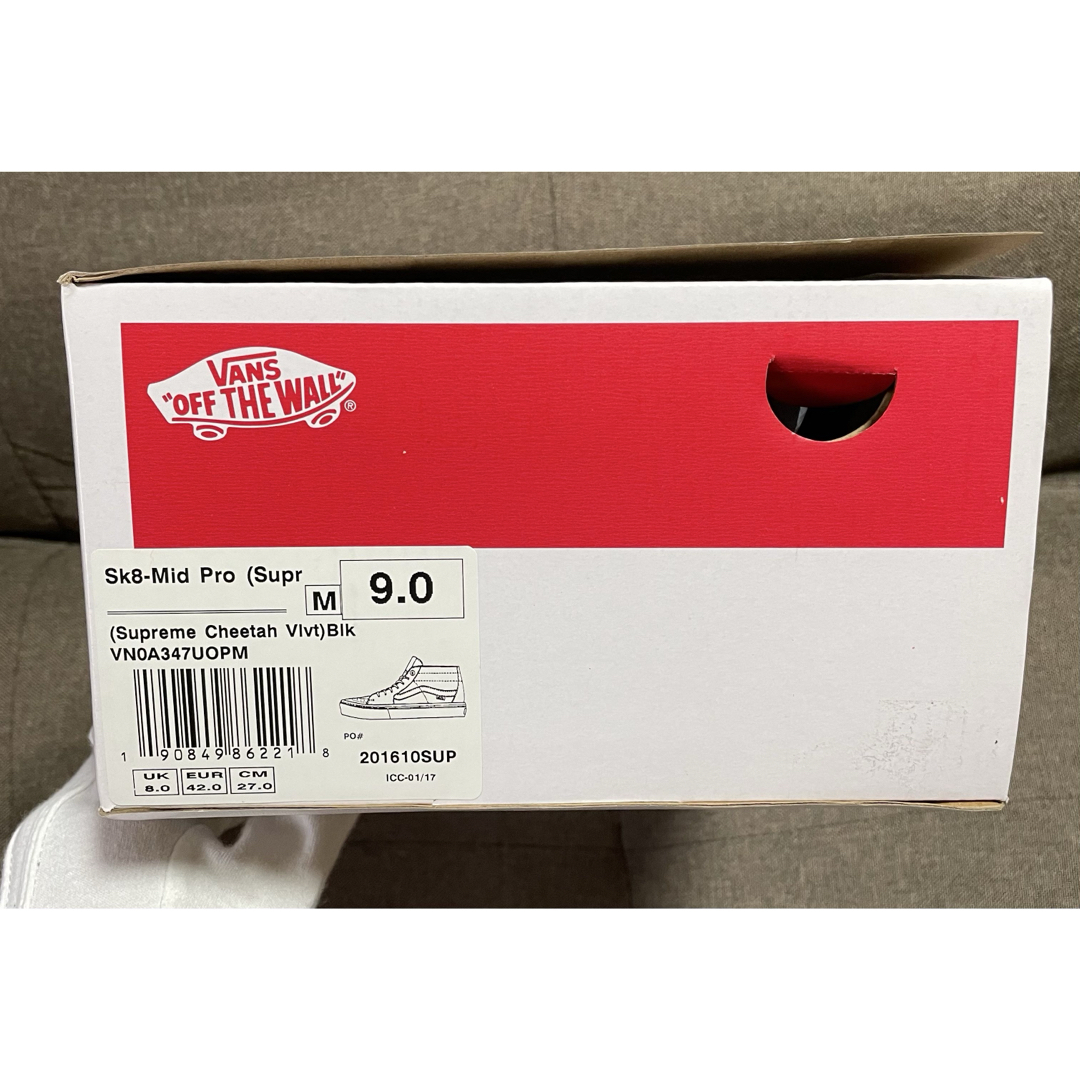 VANS
"OFF THE WALL"®
Sk8-Mid Pro (Supr
M
9.0
(Supreme Cheetah Vlvt)Blk
VN0A347UOPM
1 90849 86221 8
PO#
201610SUP
ICC-01/17
UK EUR CM
8.0 42.0 27.0